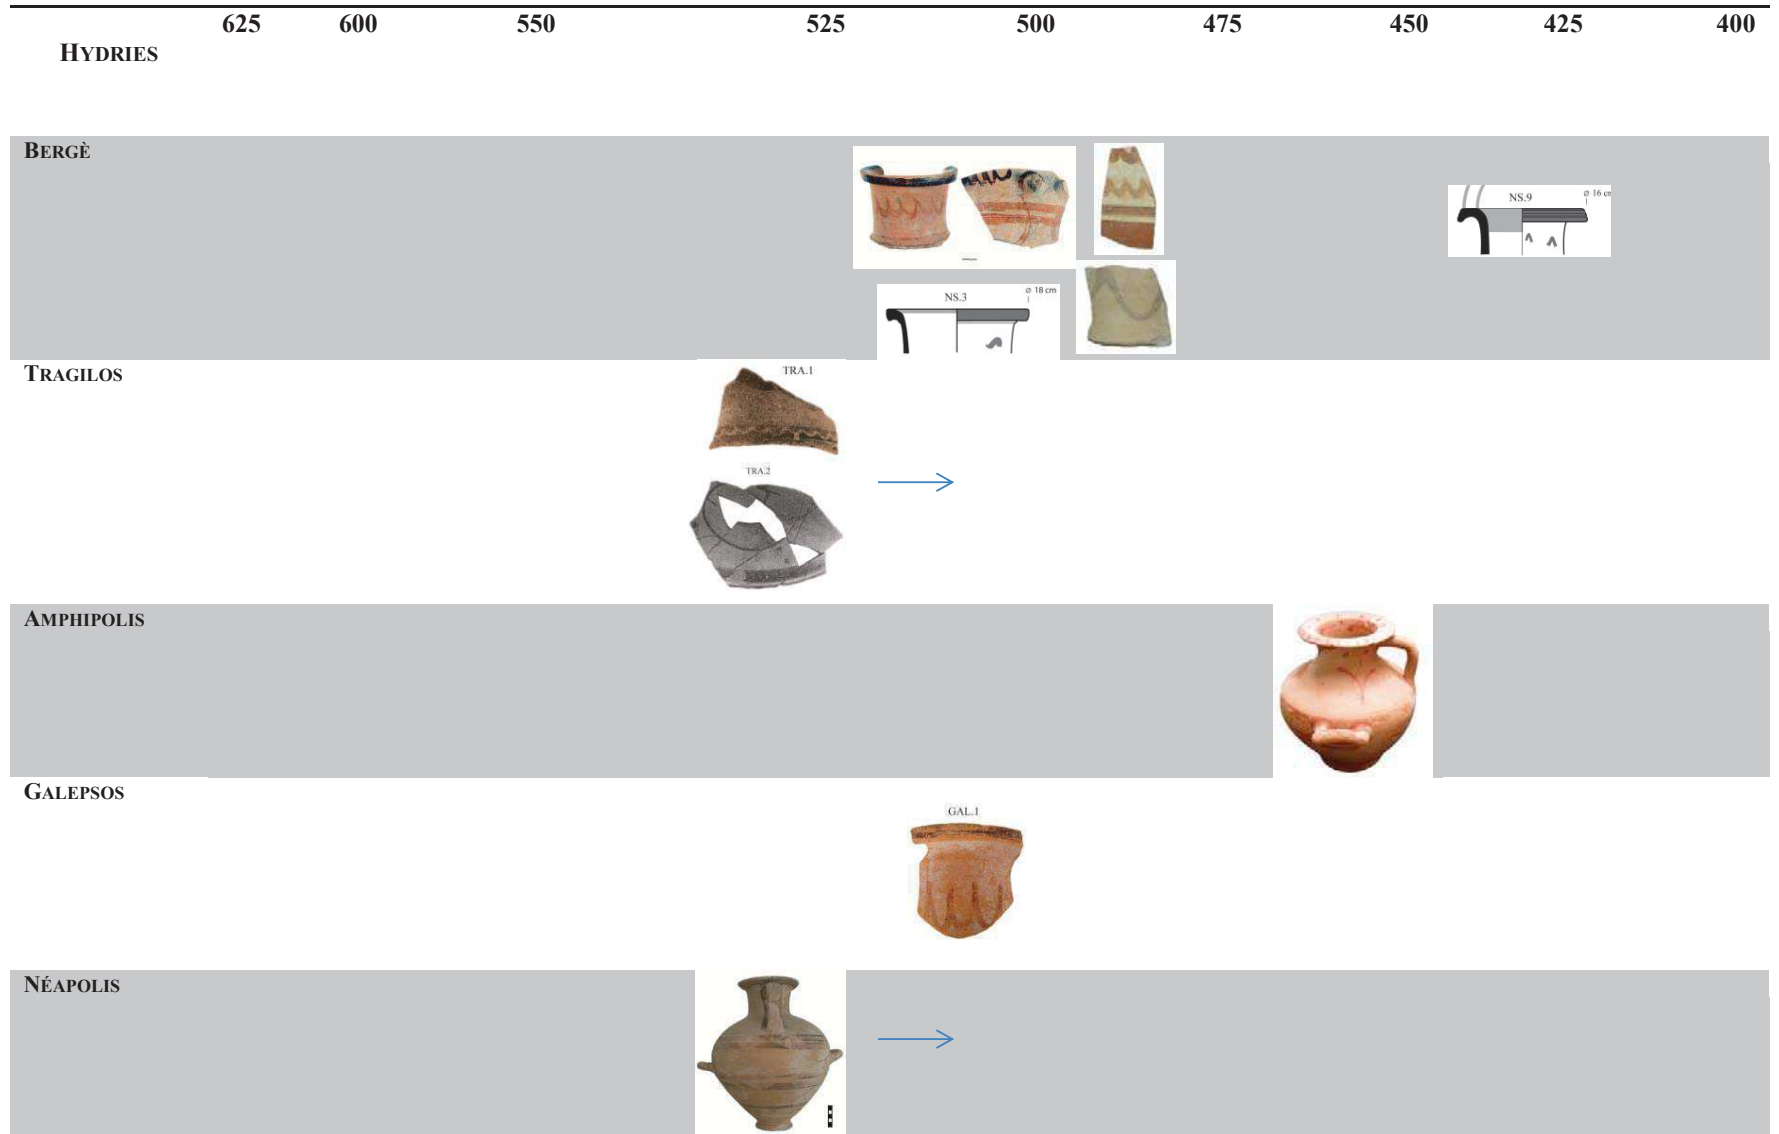 625 600 550 525 500 475 450 425 400
HYDRIES
BERGÈ
NS.9 ø 16 cm
NS.3 ø 18 cm
TRAGILOS
TRA.1
TRA.2
AMPHIPOLIS
GALEPSOS
GAL.1
NÉAPOLIS